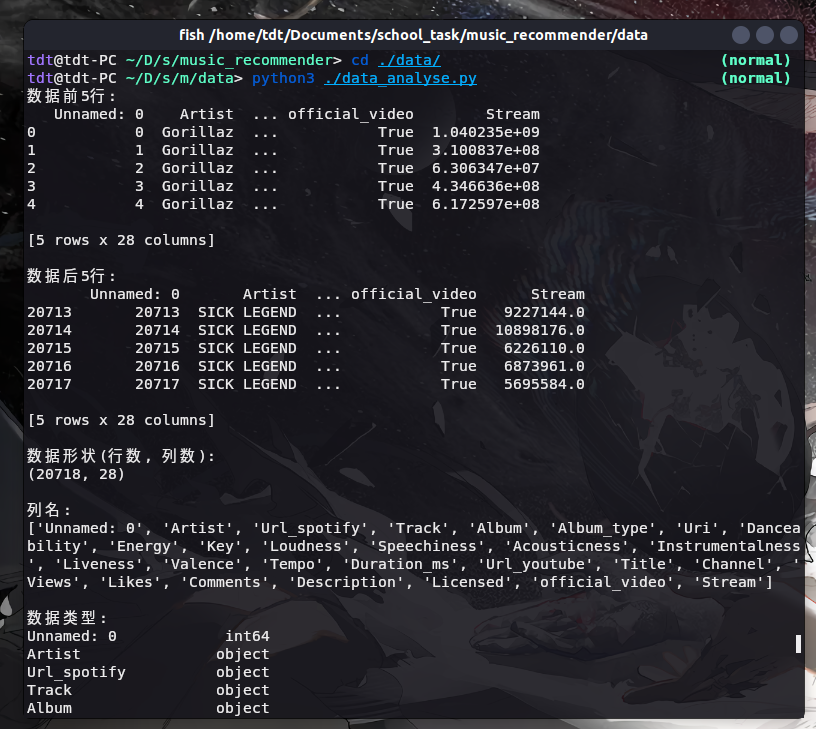 fish /home/tdt/Documents/school_task/music_recommender/data
tdt@tdt-PC ~/D/s/music_recommender> cd ./data/ (normal)
tdt@tdt-PC ~/D/s/m/data> python3 ./data_analyse.py (normal)
数据前5行:
   Unnamed: 0    Artist  ... official_video        Stream
0           0  Gorillaz  ...           True  1.040235e+09
1           1  Gorillaz  ...           True  3.100837e+08
2           2  Gorillaz  ...           True  6.306347e+07
3           3  Gorillaz  ...           True  4.346636e+08
4           4  Gorillaz  ...           True  6.172597e+08
[5 rows x 28 columns]
数据后5行:
       Unnamed: 0       Artist  ... official_video      Stream
20713       20713  SICK LEGEND  ...           True   9227144.0
20714       20714  SICK LEGEND  ...           True  10898176.0
20715       20715  SICK LEGEND  ...           True   6226110.0
20716       20716  SICK LEGEND  ...           True   6873961.0
20717       20717  SICK LEGEND  ...           True   5695584.0
[5 rows x 28 columns]
数据形状(行数, 列数):
(20718, 28)
列名:
['Unnamed: 0', 'Artist', 'Url_spotify', 'Track', 'Album', 'Album_type', 'Uri', 'Dancea
bility', 'Energy', 'Key', 'Loudness', 'Speechiness', 'Acousticness', 'Instrumentalness
', 'Liveness', 'Valence', 'Tempo', 'Duration_ms', 'Url_youtube', 'Title', 'Channel', '
Views', 'Likes', 'Comments', 'Description', 'Licensed', 'official_video', 'Stream']
数据类型:
Unnamed: 0            int64
Artist               object
Url_spotify          object
Track                object
Album                object